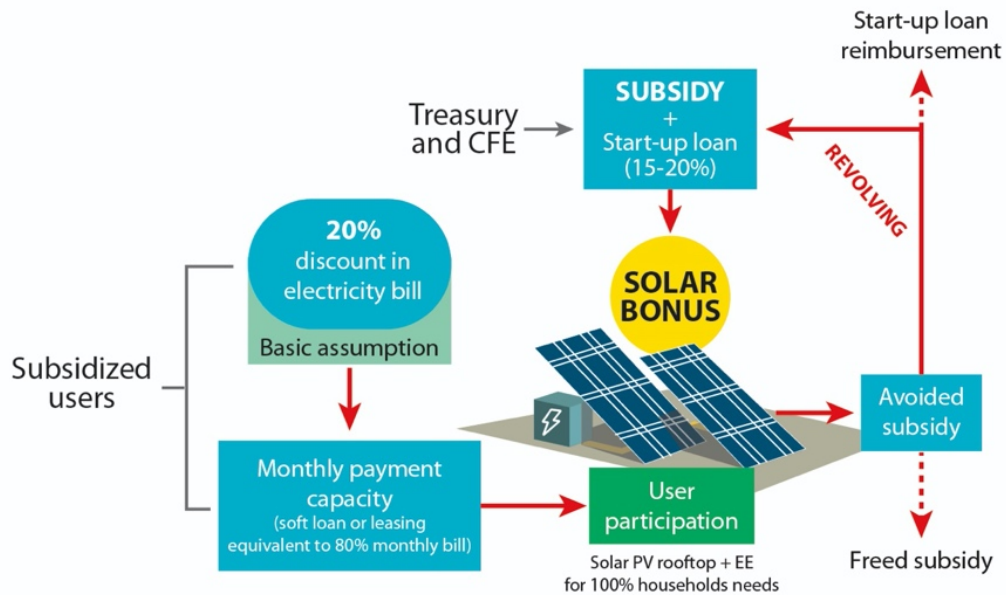 Start-up loan
reimbursement
SUBSIDY
+
Start-up loan
(15-20%)
Treasury
and CFE
REVOLVING
20%
discount in
electricity bill
Basic assumption
SOLAR
BONUS
Subsidized
users
Avoided
subsidy
Monthly payment
capacity
(soft loan or leasing
equivalent to 80% monthly bill)
User
participation
Solar PV rooftop + EE
for 100% households needs
Freed subsidy